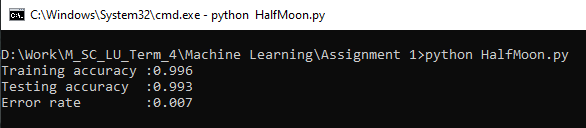 C:\Windows\System32\cmd.exe - python  HalfMoon.py
D:\Work\M_SC_LU_Term_4\Machine Learning\Assignment 1>python HalfMoon.py
Training accuracy :0.996
Testing accuracy  :0.993
Error rate        :0.007